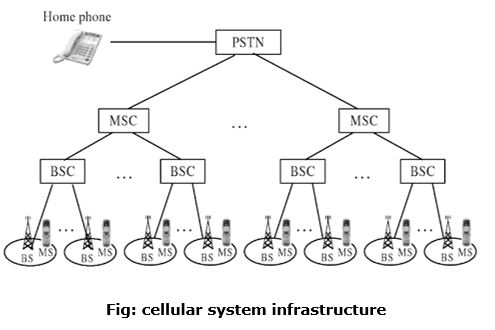 Home phone
PSTN
MSC ... MSC
BSC ... BSC BSC ... BSC
... ... ... ...
BS MS BS MS BS MS BS MS BS MS BS MS BS MS BS MS
Fig: cellular system infrastructure